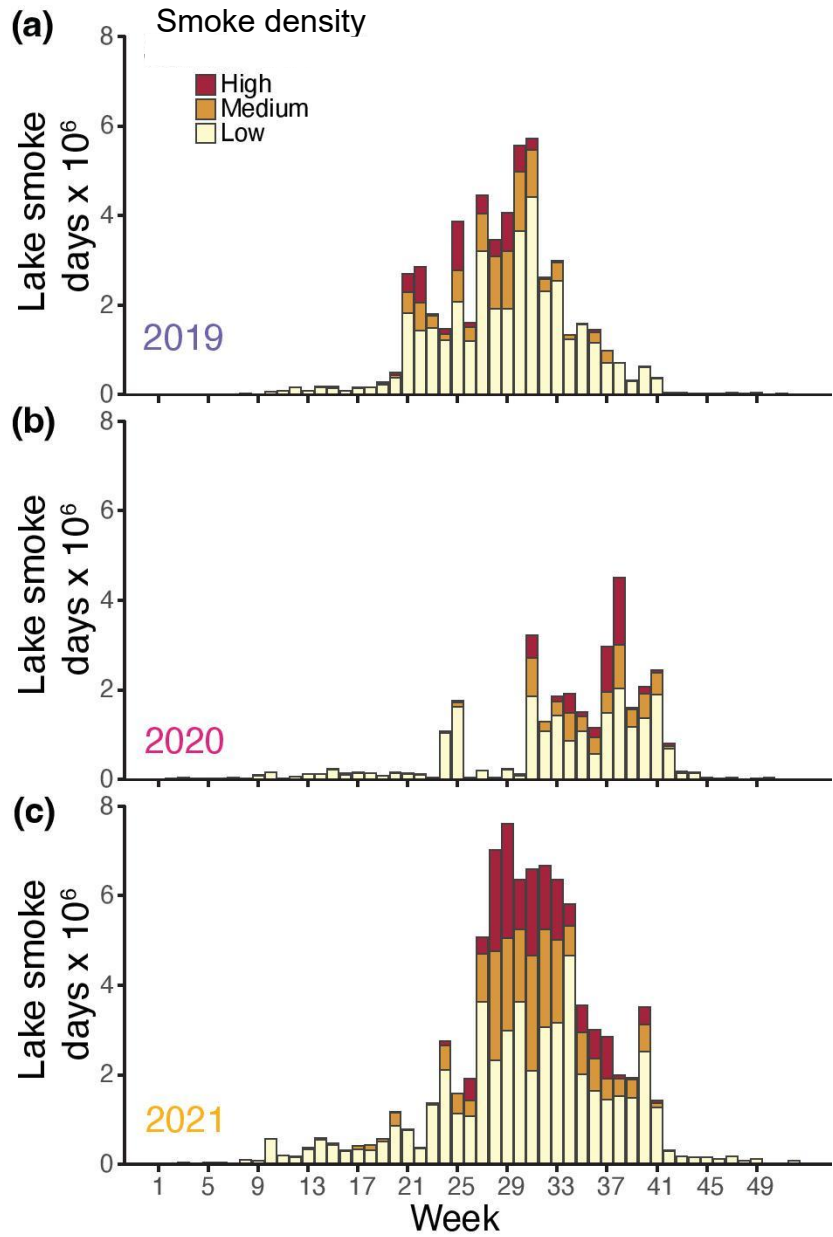 (a)
Smoke density
High
Medium
Low
8
6
4
2
0
Lake smoke
days x 10⁶
2019
(b)
8
6
4
2
0
Lake smoke
days x 10⁶
2020
(c)
8
6
4
2
0
Lake smoke
days x 10⁶
2021
1 5 9 13 17 21 25 29 33 37 41 45 49
Week